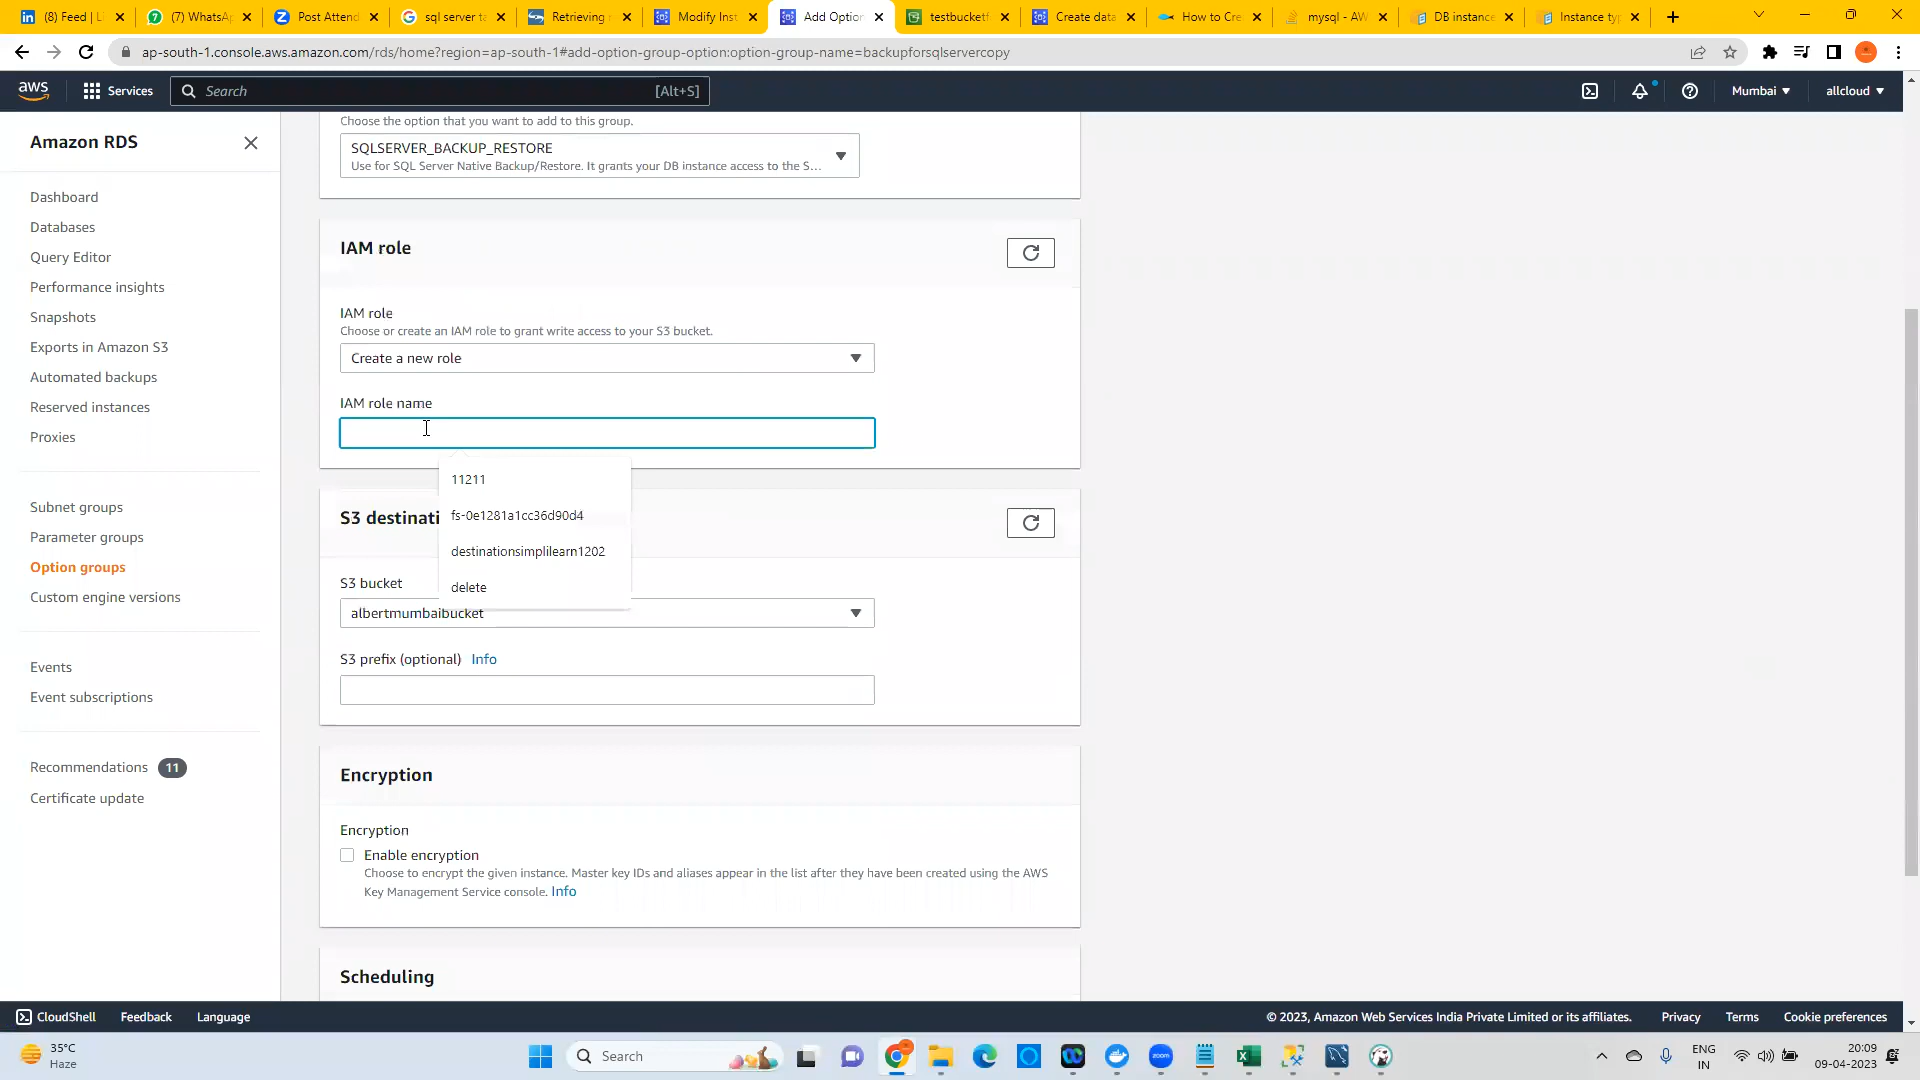 (8) Feed | Li
(7) WhatsAp
Post Attend
sql server ta
Retrieving
Modify Inst
Add Option
testbucketf
Create data
How to Cre
mysql - AW
DB instance
Instance typ
ap-south-1.console.aws.amazon.com/rds/home?region=ap-south-1#add-option-group-option:option-group-name=backupforsqlservercopy
aws
Services
Search
[Alt+S]
Mumbai
allcloud
Amazon RDS
Dashboard
Databases
Query Editor
Performance insights
Snapshots
Exports in Amazon S3
Automated backups
Reserved instances
Proxies
Subnet groups
Parameter groups
Option groups
Custom engine versions
Events
Event subscriptions
Recommendations 11
Certificate update
Choose the option that you want to add to this group.
SQLSERVER_BACKUP_RESTORE
Use for SQL Server Native Backup/Restore. It grants your DB instance access to the S...
IAM role
IAM role
Choose or create an IAM role to grant write access to your S3 bucket.
Create a new role
IAM role name
11211
fs-0e1281a1cc36d90d4
destinationsimplilearn1202
delete
S3 destinati
S3 bucket
albertmumbaibucket
S3 prefix (optional) Info
Encryption
Encryption
Enable encryption
Choose to encrypt the given instance. Master key IDs and aliases appear in the list after they have been created using the AWS
Key Management Service console. Info
Scheduling
CloudShell
Feedback
Language
© 2023, Amazon Web Services India Private Limited or its affiliates.
Privacy
Terms
Cookie preferences
35°C
Haze
Search
zoom
ENG
IN
20:09
09-04-2023